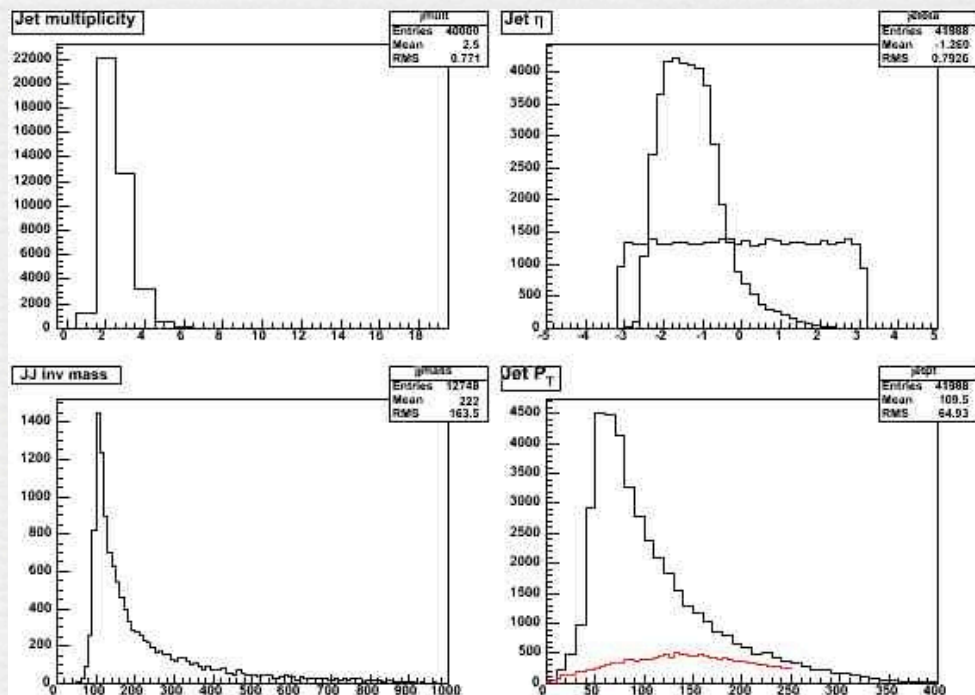 Jet multiplicity
jmult
Entries 40000
Mean 2.5
RMS 0.771
22000
20000
18000
16000
14000
12000
10000
8000
6000
4000
2000
0
0 2 4 6 8 10 12 14 16 18
Jet η
Entries 41988
Mean
RMS 0.7926
4000
3500
3000
2500
2000
1500
1000
500
0
-5 -4 -3 -2 -1 0 1 2 3 4 5
JJ inv mass
jjmass
Entries 12748
Mean 222
RMS 163.5
1400
1200
1000
800
600
400
200
0
0 100 200 300 400 500 600 700 800 900 1000
Jet PT
jetpt
Entries 41988
Mean 109.5
RMS 64.93
4500
4000
3500
3000
2500
2000
1500
1000
500
0
0 50 100 150 200 250 300